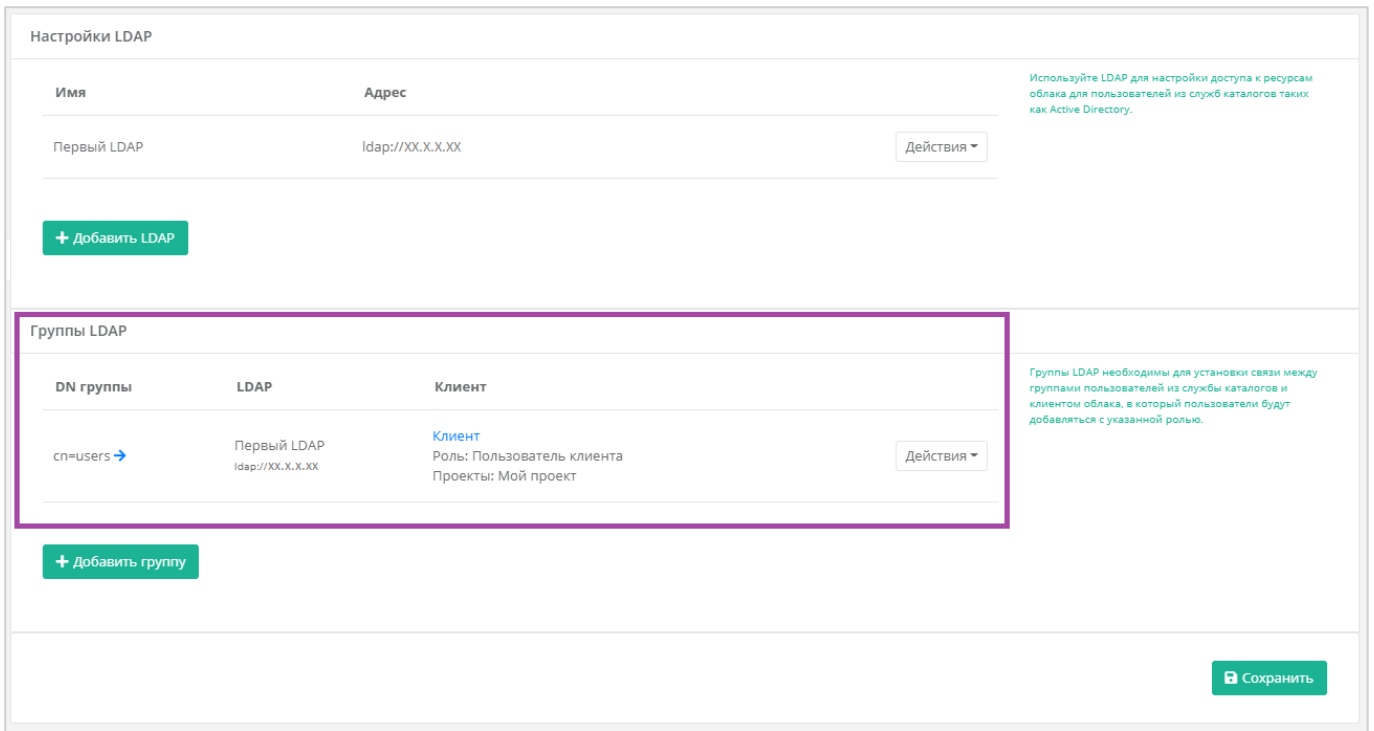 Настройки LDAP
Имя Адрес
Используйте LDAP для настройки доступа к ресурсам
облака для пользователей из служб каталогов таких
как Active Directory.
Первый LDAP ldap://XX.X.X.XX Действия
Добавить LDAP
Группы LDAP
DN группы LDAP Клиент
Группы LDAP необходимы для установки связи между
группами пользователей из службы каталогов и
клиентом облака, в который пользователи будут
добавляться с указанной ролью.
cn=users Первый LDAP
ldap://XX.X.X.XX
Клиент
Роль: Пользователь клиента
Проекты: Мой проект
Действия
Добавить группу
Сохранить